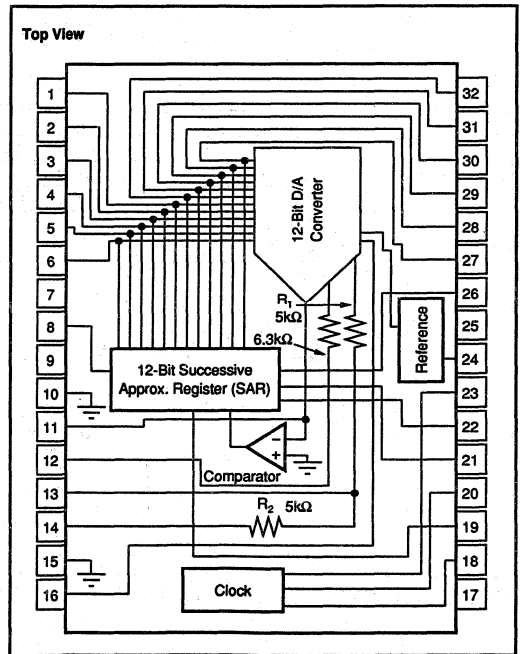 Top View
1
2
3
4
5
6
7
8
9
10
11
12
13
14
15
16
32
31
30
29
28
27
26
25
24
23
22
21
20
19
18
17
12-Bit D/A
Converter
R1
5kΩ
6.3kΩ
Reference
12-Bit Successive
Approx. Register (SAR)
−
+
Comparator
R2 5kΩ
Clock